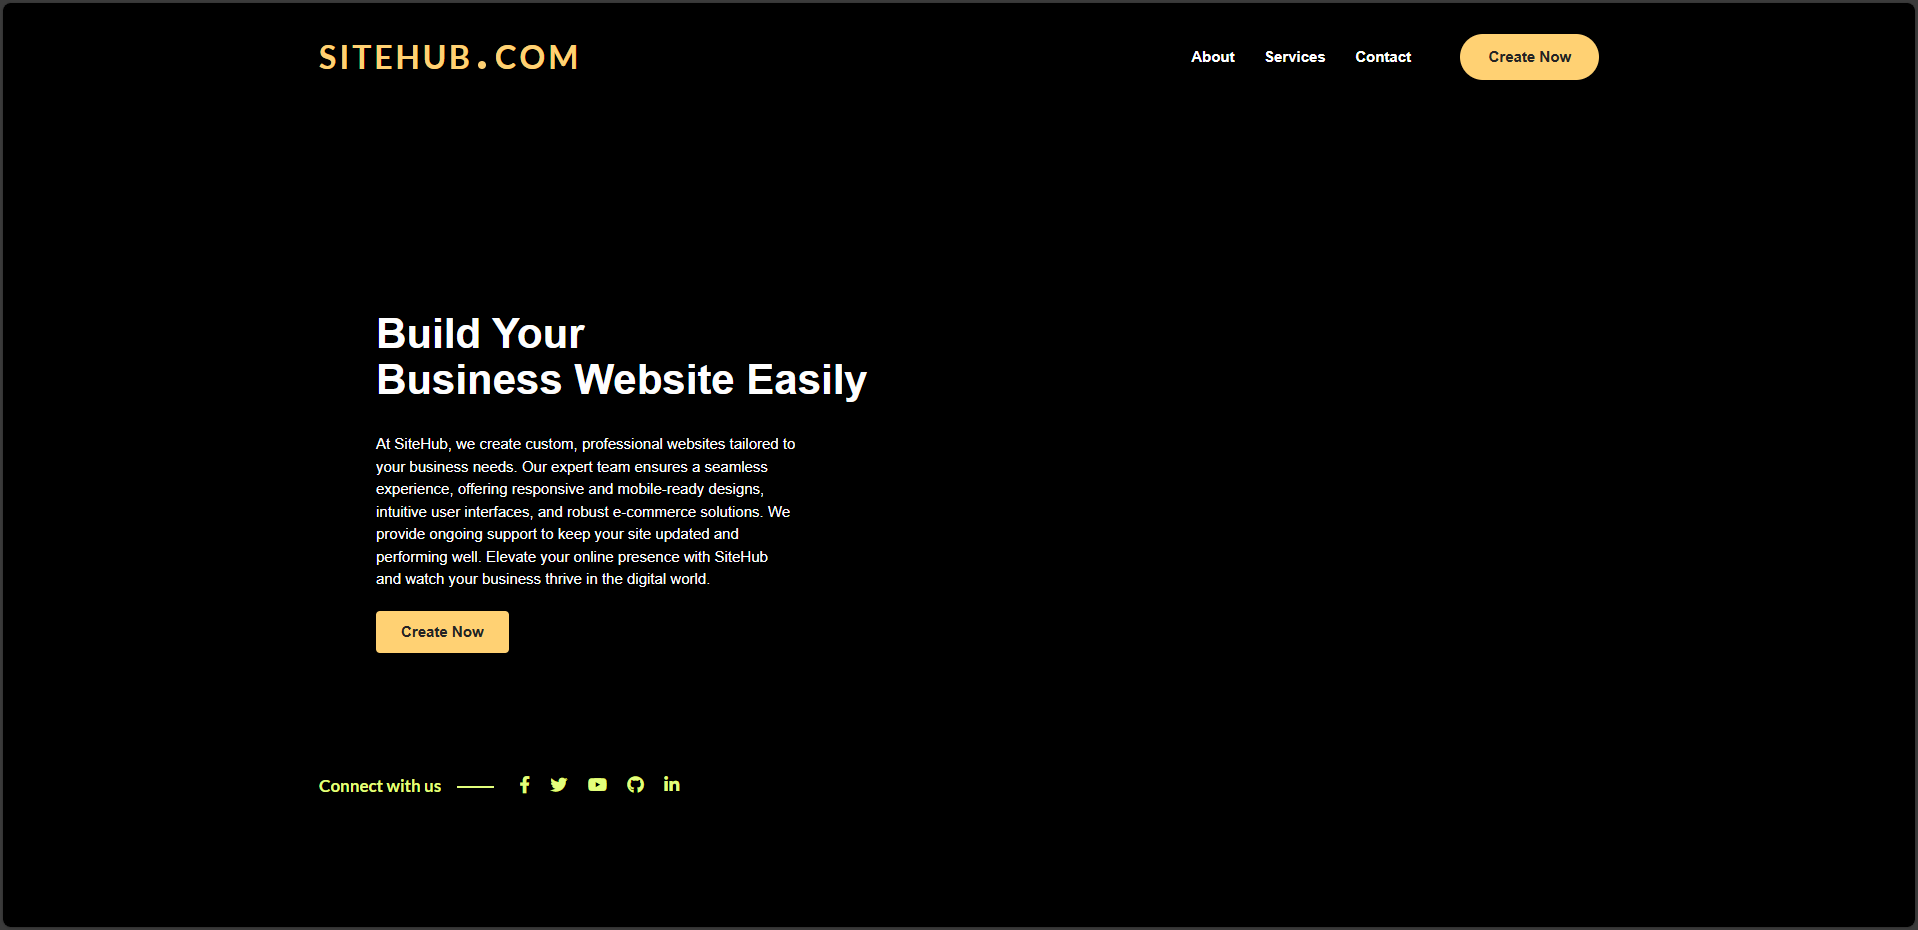 SITEHUB.COM
About Services Contact Create Now
Build Your
Business Website Easily
At SiteHub, we create custom, professional websites tailored to
your business needs. Our expert team ensures a seamless
experience, offering responsive and mobile-ready designs,
intuitive user interfaces, and robust e-commerce solutions. We
provide ongoing support to keep your site updated and
performing well. Elevate your online presence with SiteHub
and watch your business thrive in the digital world.
Create Now
Connect with us